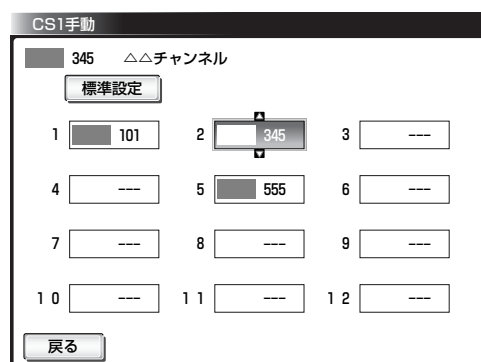 CS1手動
345 △△チャンネル
標準設定
1 101 2 345 3 ---
4 --- 5 555 6 ---
7 --- 8 --- 9 ---
10 --- 11 --- 12 ---
戻る